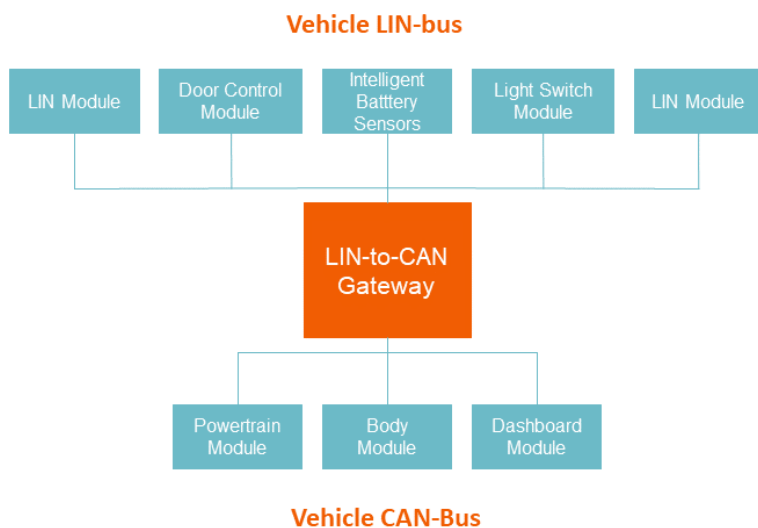 Vehicle LIN-bus
LIN Module
Door Control
Module
Intelligent
Batttery
Sensors
Light Switch
Module
LIN Module
LIN-to-CAN
Gateway
Powertrain
Module
Body
Module
Dashboard
Module
Vehicle CAN-Bus